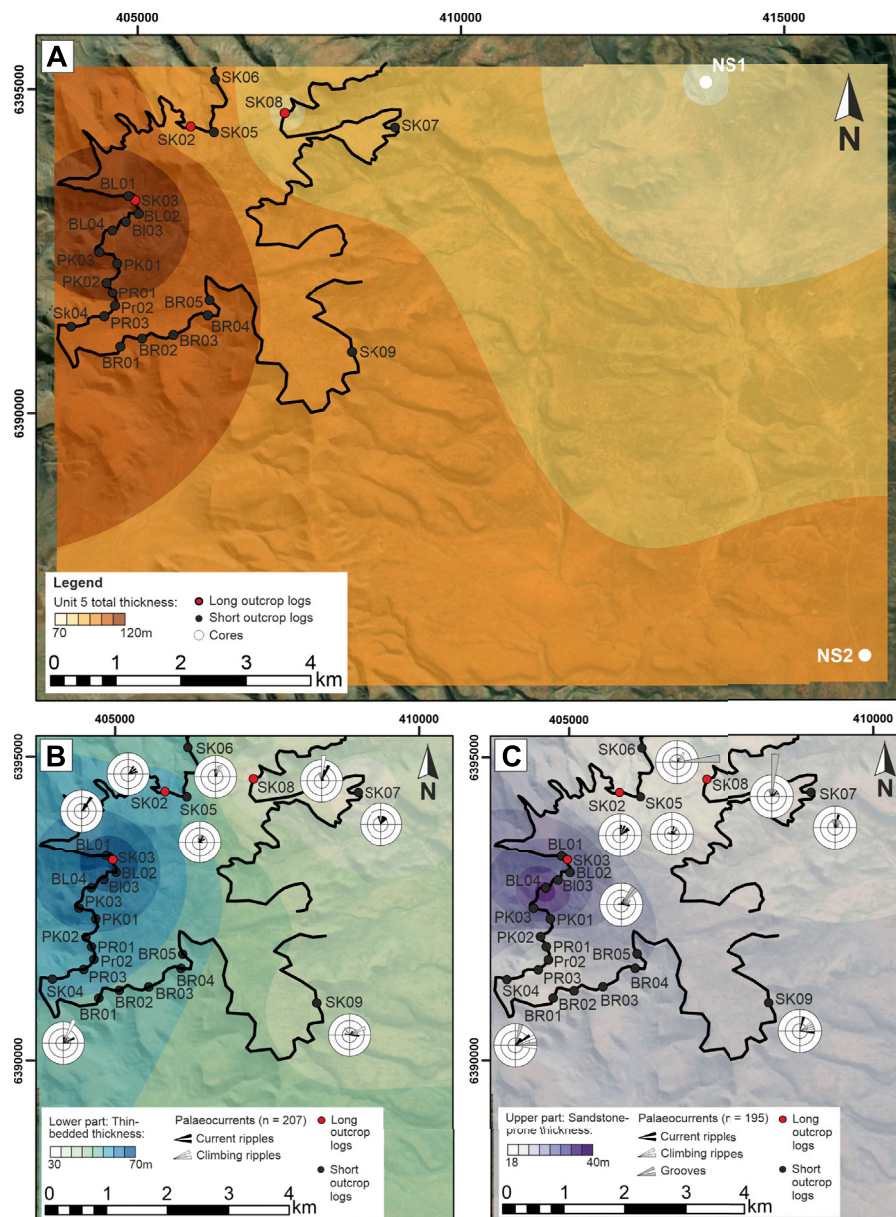 405000 410000 415000
A
6395000
6390000
NS1
SK06
SK08
SK02
SK05
SK07
BL01
SK03
BL02
BL04
Bl03
PK03
PK01
PK02
PR01
BR05
Sk04
Pr02
PR03
BR04
BR03
BR02
BR01
SK09
N
NS2
Legend
Unit 5 total thickness:
70 120m
Long outcrop logs
Short outcrop logs
Cores
0 1 2 3 4 km
405000 410000
B
6395000
6390000
SK06
SK02
SK05
SK08
SK07
N
BL01
SK03
BL02
BL04
Bl03
PK03
PK01
PK02
PR01
BR05
Pr02
PR03
BR04
SK04
BR03
BR02
BR01
SK09
Lower part: Thin-
bedded thickness:
30 70m
Palaeocurrents (n = 207)
Current ripples
Climbing ripples
Long
outcrop
logs
Short
outcrop
logs
0 1 2 3 4 km
405000 410000
C
6395000
6390000
SK06
SK02
SK05
SK08
SK07
N
BL01
SK03
BL02
BL04
Bl03
PK03
PK01
PK02
PR01
BR05
Pr02
PR03
BR04
SK04
BR03
BR02
BR01
SK09
Upper part: Sandstone-
prone thickness:
18 40m
Palaeocurrents (n = 195)
Current ripples
Climbing ripples
Grooves
Long
outcrop
logs
Short
outcrop
logs
0 1 2 3 4 km